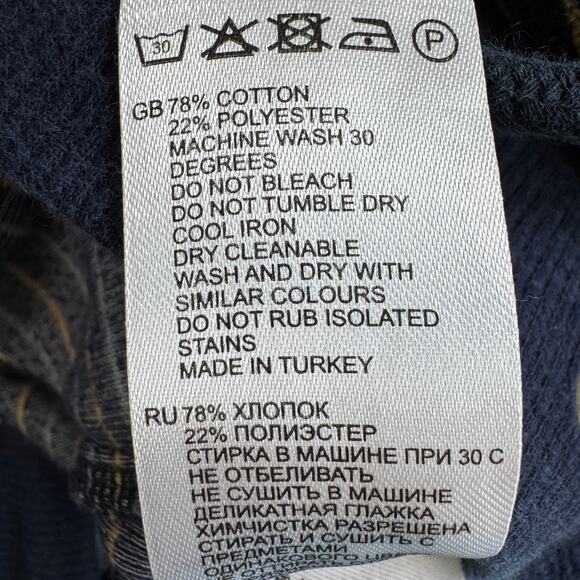 30
P
GB 78% COTTON
22% POLYESTER
MACHINE WASH 30
DEGREES
DO NOT BLEACH
DO NOT TUMBLE DRY
COOL IRON
DRY CLEANABLE
WASH AND DRY WITH
SIMILAR COLOURS
DO NOT RUB ISOLATED
STAINS
MADE IN TURKEY
RU 78% ХЛОПОК
22% ПОЛИЭСТЕР
СТИРКА В МАШИНЕ ПРИ 30 С
НЕ ОТБЕЛИВАТЬ
НЕ СУШИТЬ В МАШИНЕ
ДЕЛИКАТНАЯ ГЛАЖКА
ХИМЧИСТКА РАЗРЕШЕНА
СТИРАТЬ И СУШИТЬ С
ПРЕДМЕТАМИ
ОДИНАКОВОГО